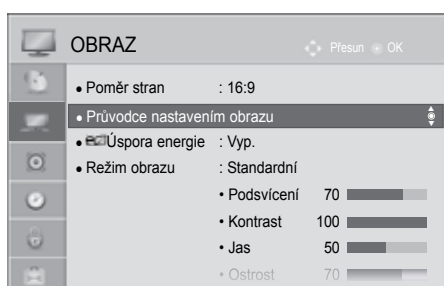 OBRAZ Přesun OK
• Poměr stran : 16:9
• Průvodce nastavením obrazu
• Úspora energie : Vyp.
• Režim obrazu : Standardní
• Podsvícení 70
• Kontrast 100
• Jas 50
• Ostrost 70